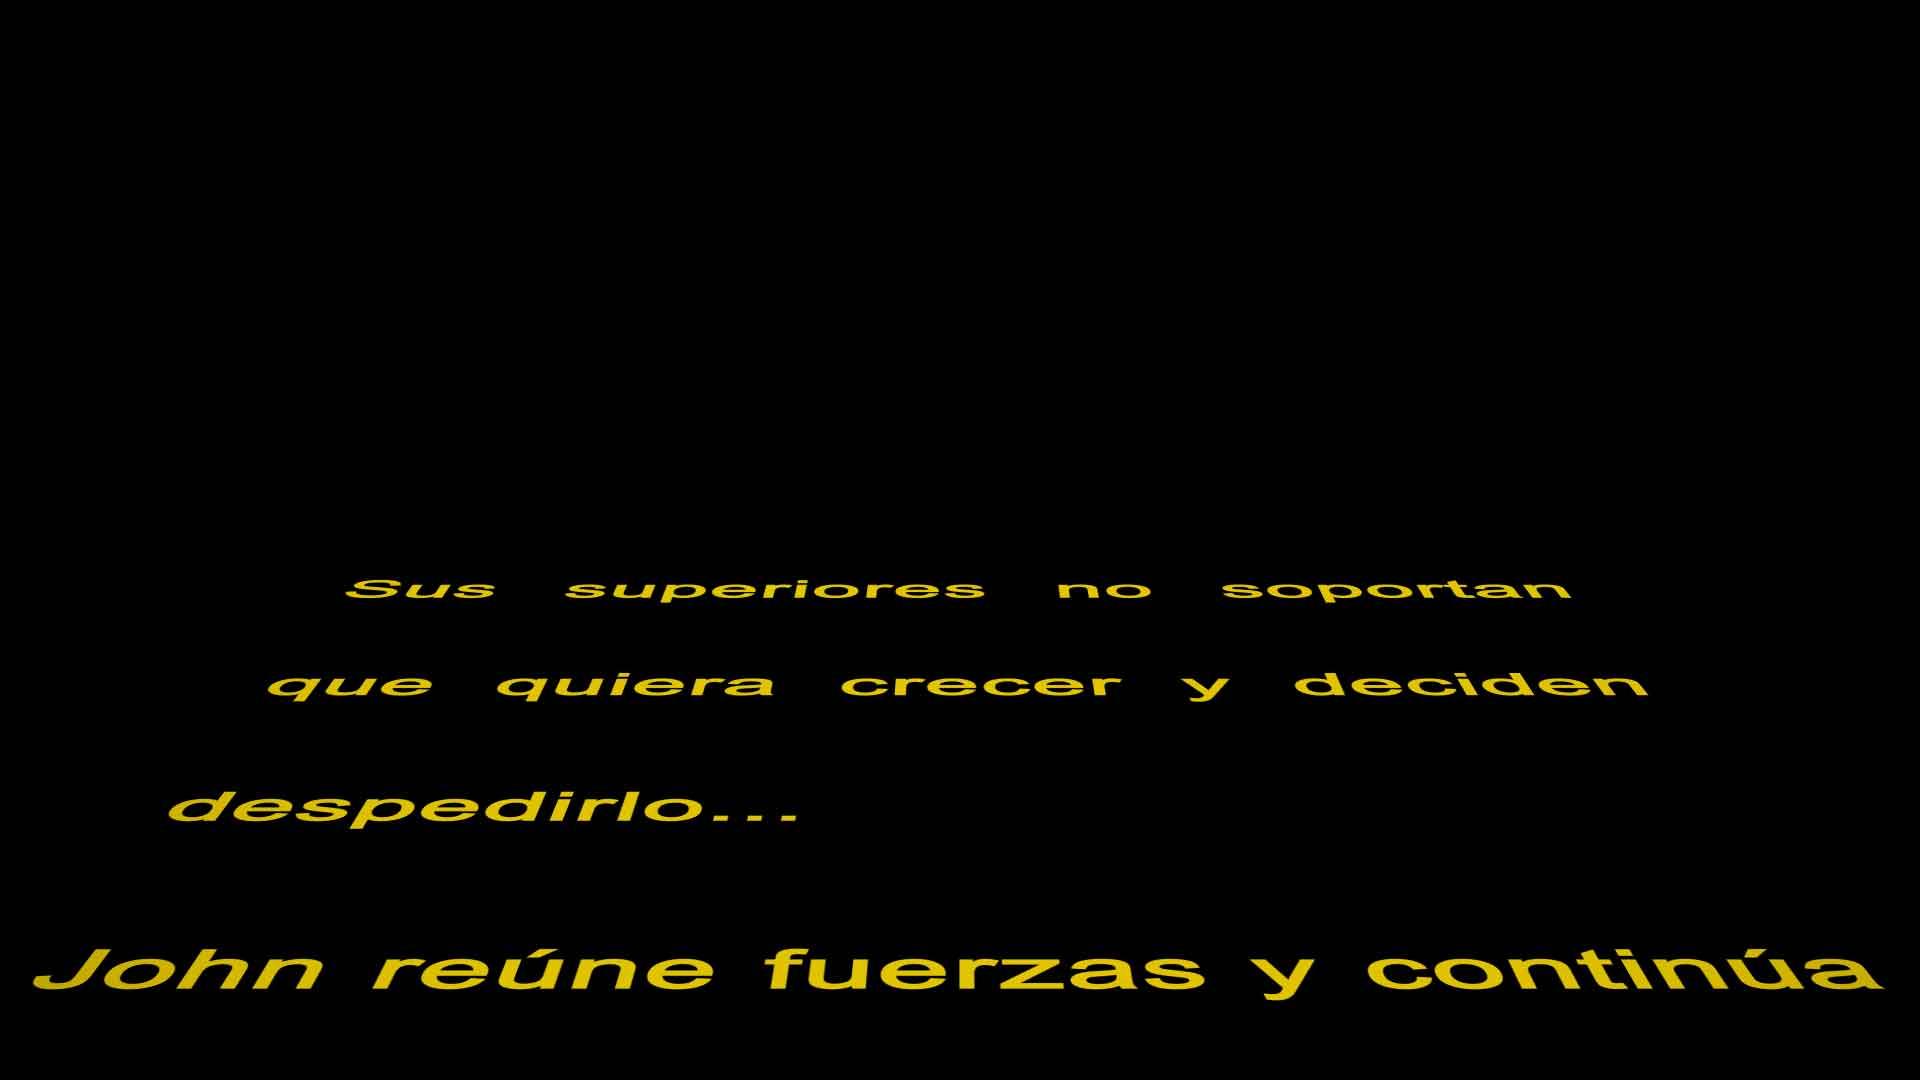 Sus superiores no soportan
que quiera crecer y deciden
despedirlo...
John reúne fuerzas y continúa